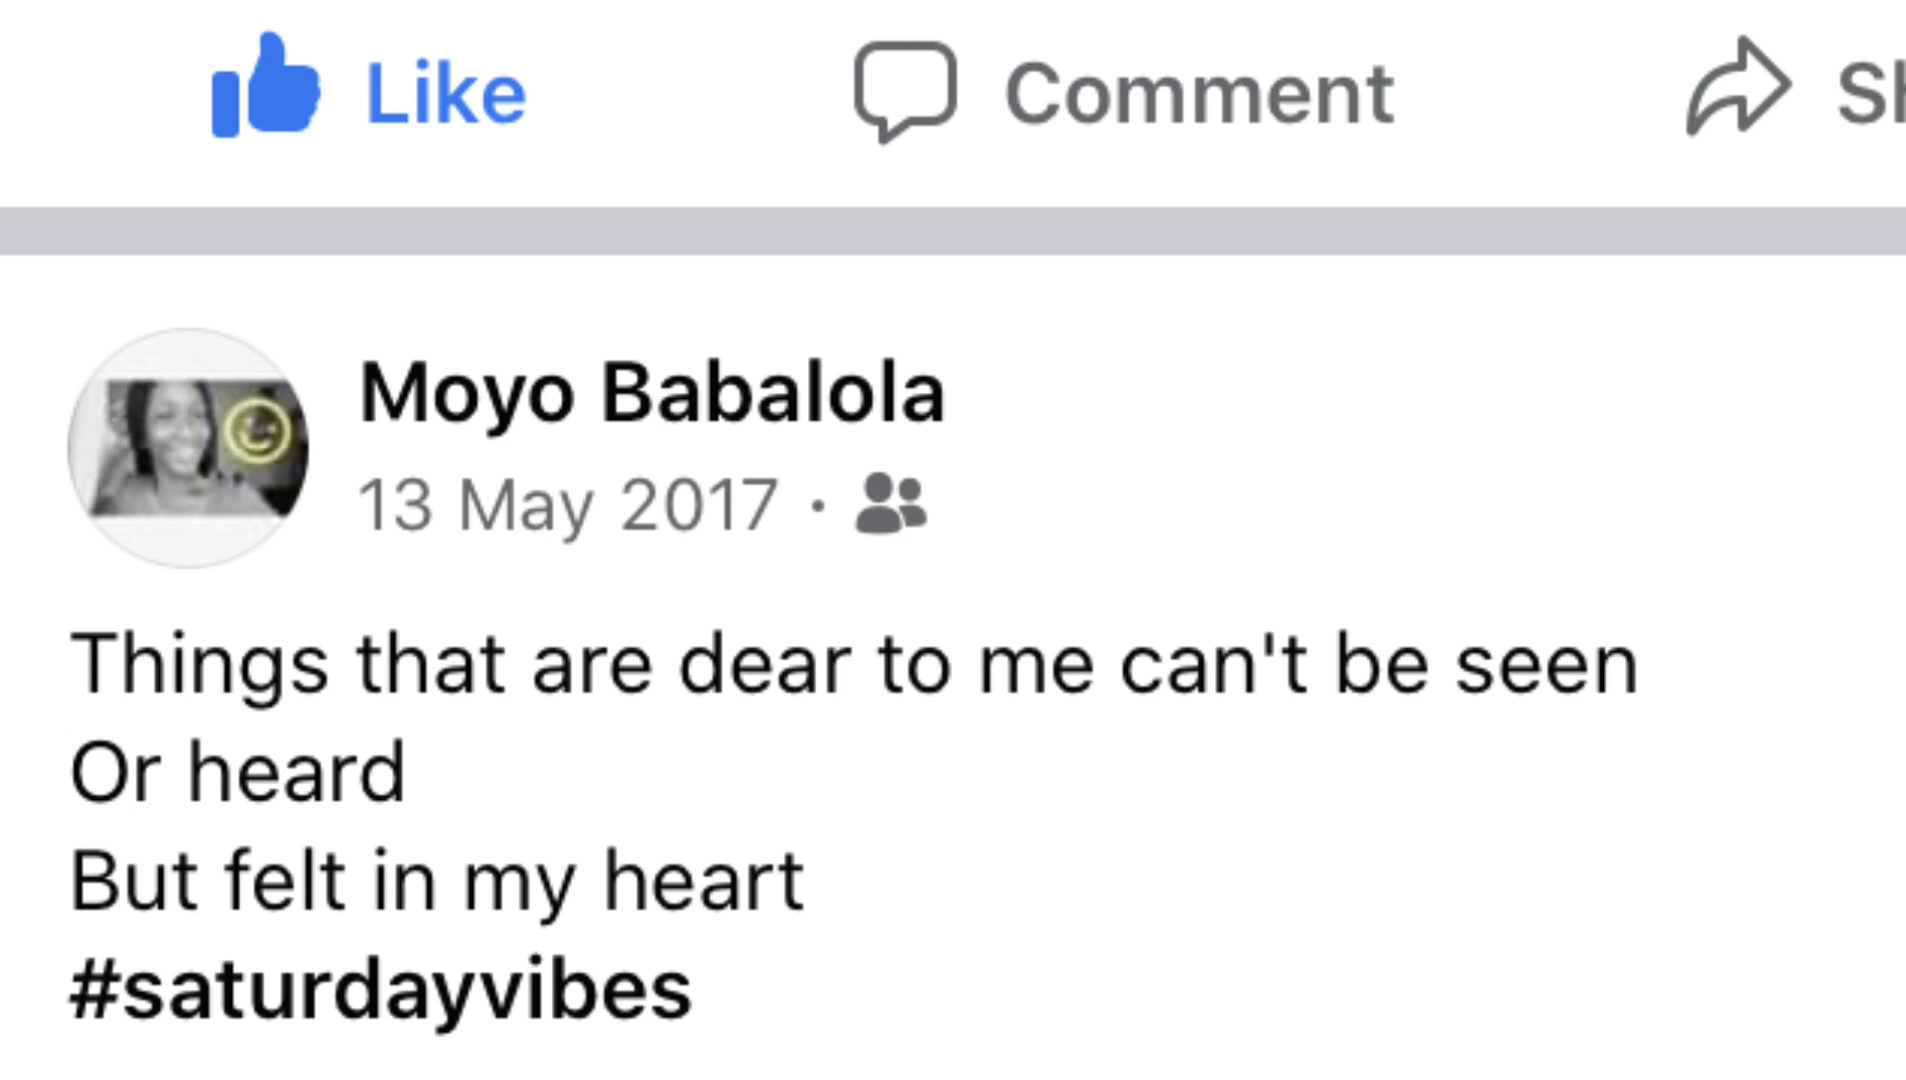 Like Comment Sh
Moyo Babalola
13 May 2017 ·
Things that are dear to me can't be seen
Or heard
But felt in my heart
#saturdayvibes